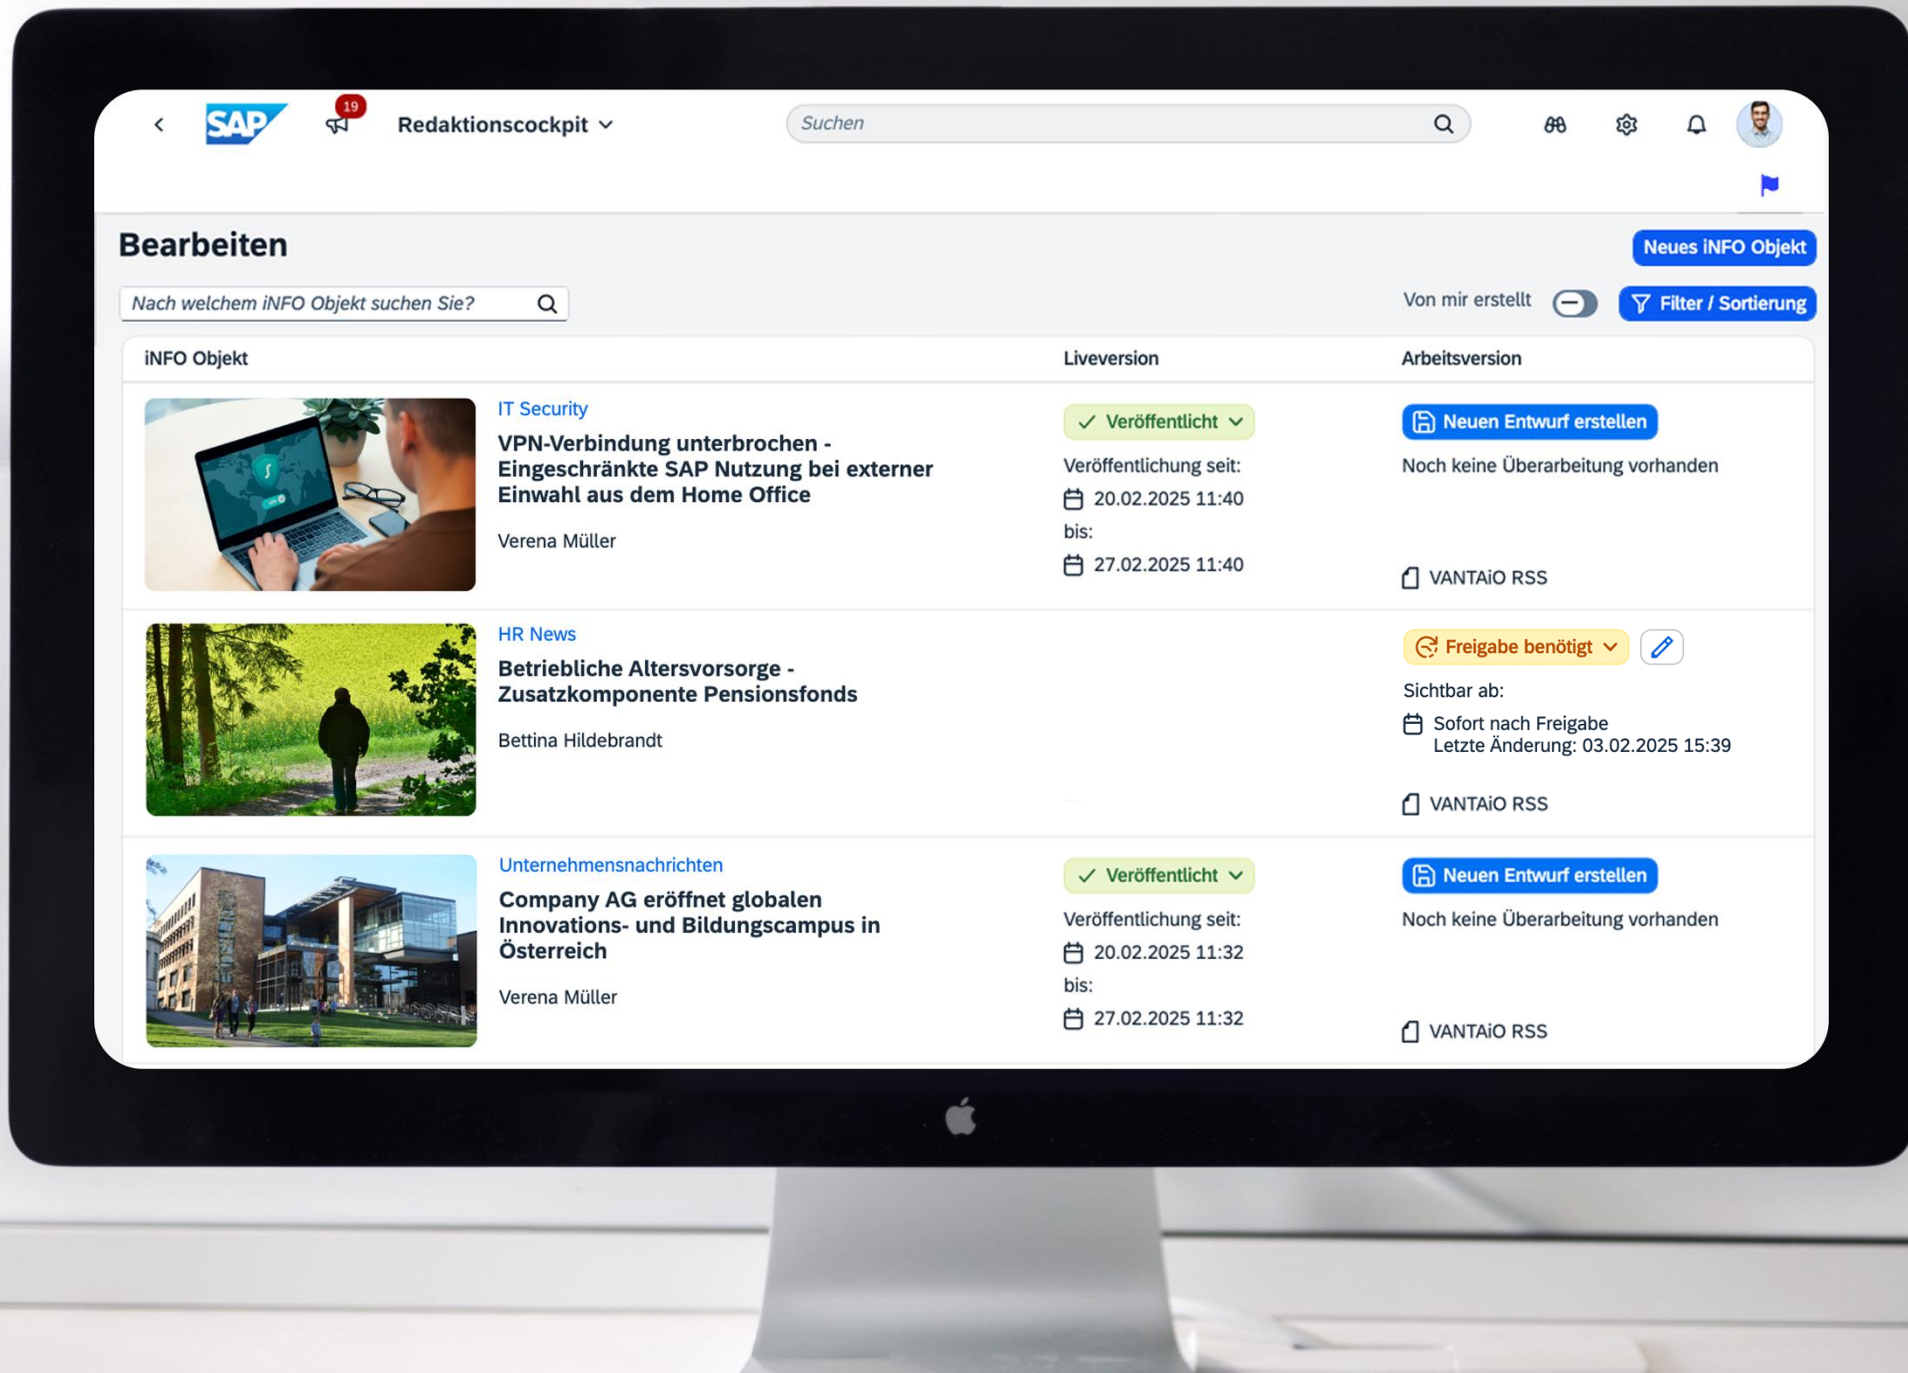 SAP
19
Redaktionscockpit
Suchen
Bearbeiten
Neues iNFO Objekt
Nach welchem iNFO Objekt suchen Sie?
Von mir erstellt
Filter / Sortierung
iNFO Objekt
Liveversion
Arbeitsversion
IT Security
VPN-Verbindung unterbrochen -
Eingeschränkte SAP Nutzung bei externer
Einwahl aus dem Home Office
Verena Müller
Veröffentlicht
Veröffentlichung seit:
20.02.2025 11:40
bis:
27.02.2025 11:40
Neuen Entwurf erstellen
Noch keine Überarbeitung vorhanden
VANTAiO RSS
HR News
Betriebliche Altersvorsorge -
Zusatzkomponente Pensionsfonds
Bettina Hildebrandt
Freigabe benötigt
Sichtbar ab:
Sofort nach Freigabe
Letzte Änderung: 03.02.2025 15:39
VANTAiO RSS
Unternehmensnachrichten
Company AG eröffnet globalen
Innovations- und Bildungscampus in
Österreich
Verena Müller
Veröffentlicht
Veröffentlichung seit:
20.02.2025 11:32
bis:
27.02.2025 11:32
Neuen Entwurf erstellen
Noch keine Überarbeitung vorhanden
VANTAiO RSS